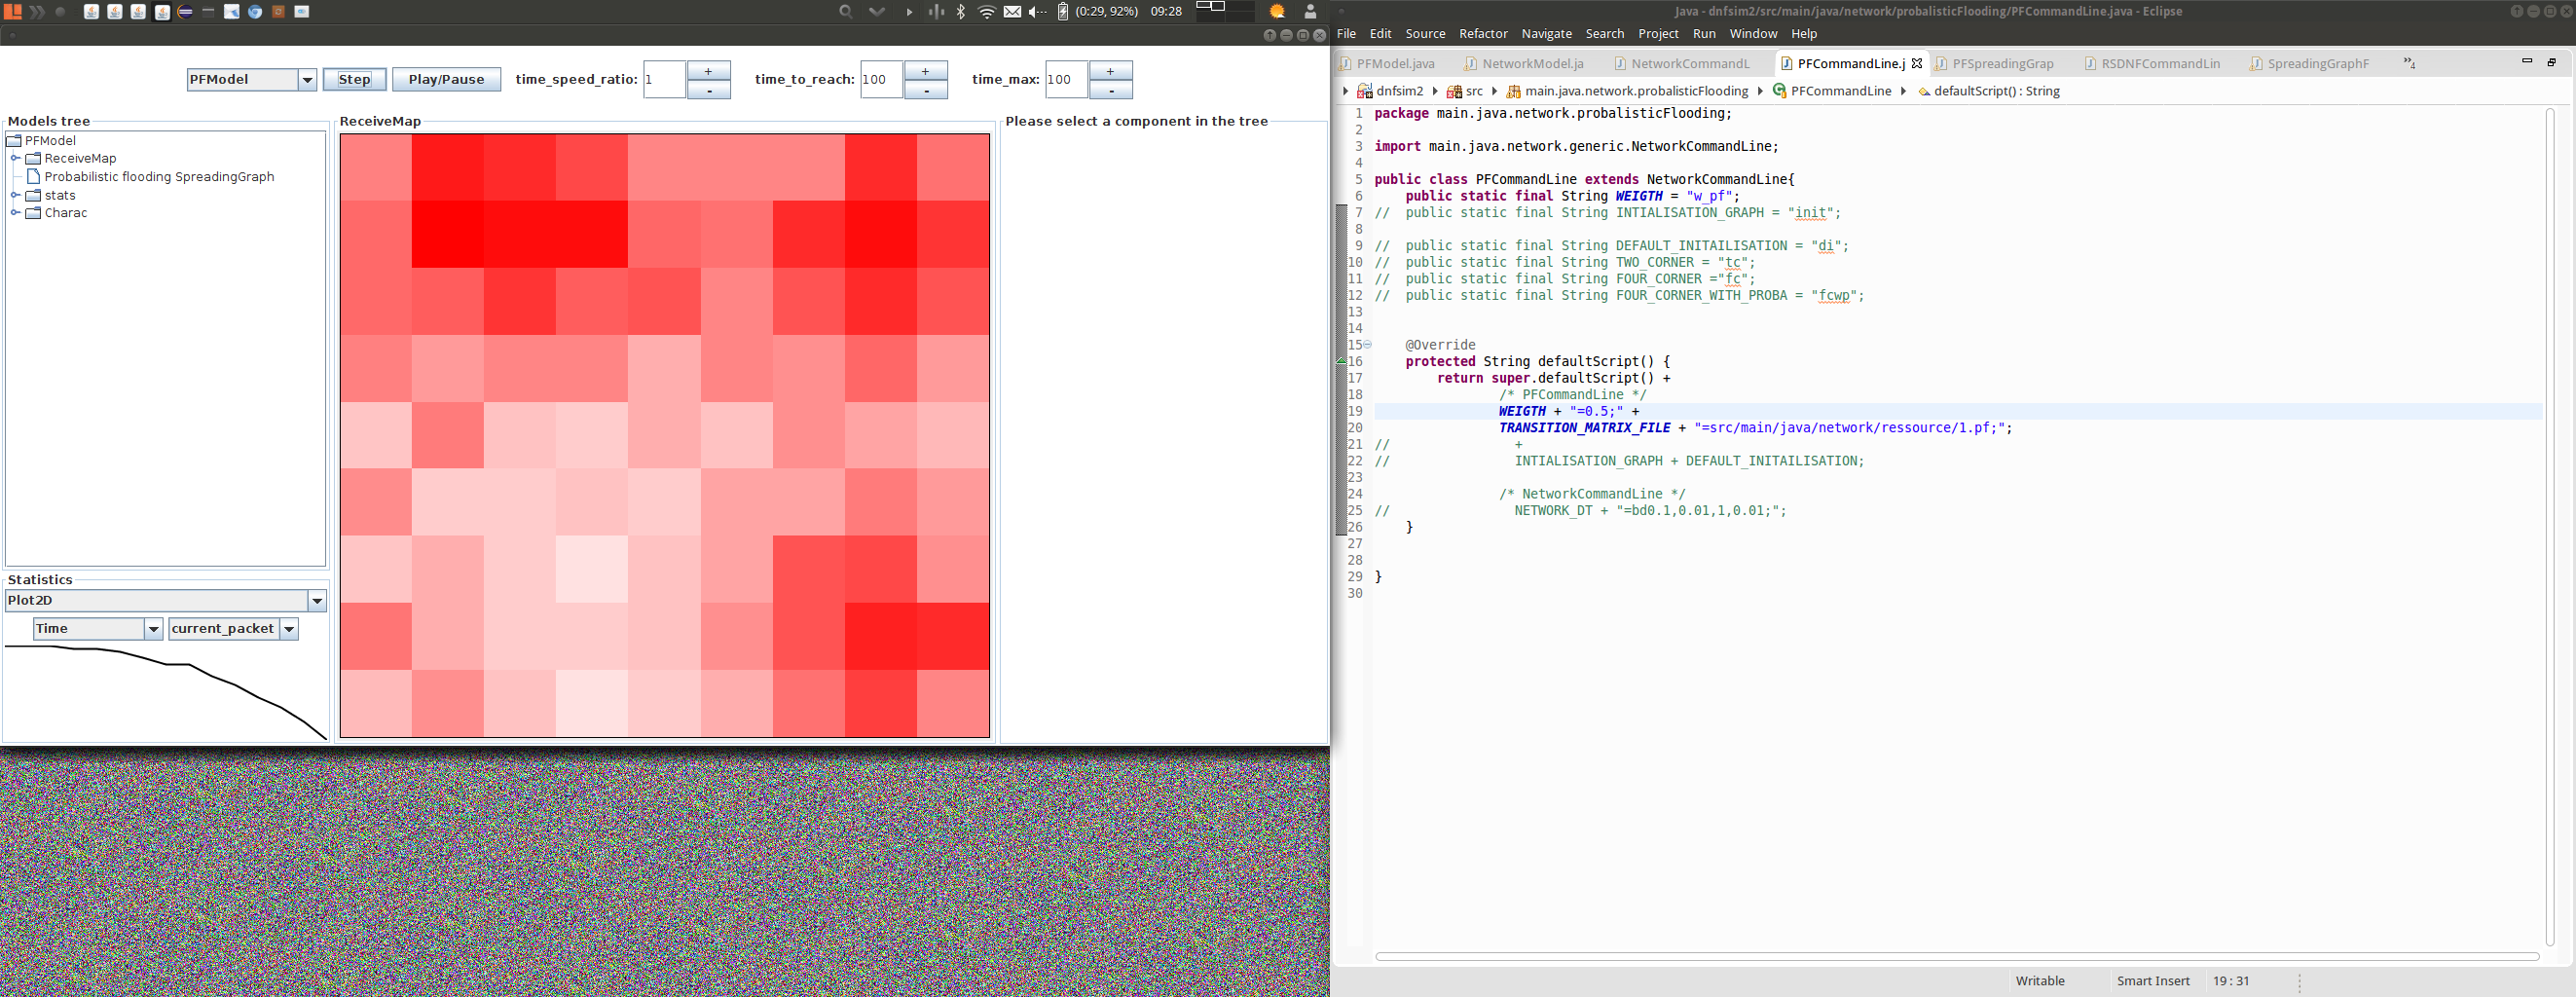 (0:29, 92%) 09:28
PFModel Step Play/Pause time_speed_ratio: 1 + - time_to_reach: 100 + - time_max: 100 + -
Models tree
PFModel
ReceiveMap
Probabilistic flooding SpreadingGraph
stats
Charac
Statistics
Plot2D
Time current_packet
ReceiveMap
Please select a component in the tree
Java - dnfsim2/src/main/java/network/probalisticFlooding/PFCommandLine.java - Eclipse
File Edit Source Refactor Navigate Search Project Run Window Help
PFModel.java NetworkModel.ja NetworkCommandL PFCommandLine.j PFSpreadingGrap RSDNFCommandLin SpreadingGraphF »4
dnfsim2 src main.java.network.probalisticFlooding PFCommandLine defaultScript() : String
1 package main.java.network.probalisticFlooding;
2
3 import main.java.network.generic.NetworkCommandLine;
4
5 public class PFCommandLine extends NetworkCommandLine{
6 public static final String WEIGTH = "w_pf";
7 // public static final String INTIALISATION_GRAPH = "init";
8
9 // public static final String DEFAULT_INITAILISATION = "di";
10 // public static final String TWO_CORNER = "tc";
11 // public static final String FOUR_CORNER ="fc";
12 // public static final String FOUR_CORNER_WITH_PROBA = "fcwp";
13
14
15 @Override
16 protected String defaultScript() {
17 return super.defaultScript() +
18 /* PFCommandLine */
19 WEIGTH + "=0.5;" +
20 TRANSITION_MATRIX_FILE + "=src/main/java/network/ressource/1.pf;";
21 // +
22 // INTIALISATION_GRAPH + DEFAULT_INITAILISATION;
23
24 /* NetworkCommandLine */
25 // NETWORK_DT + "=bd0.1,0.01,1,0.01;";
26 }
27
28
29 }
30
Writable Smart Insert 19 : 31